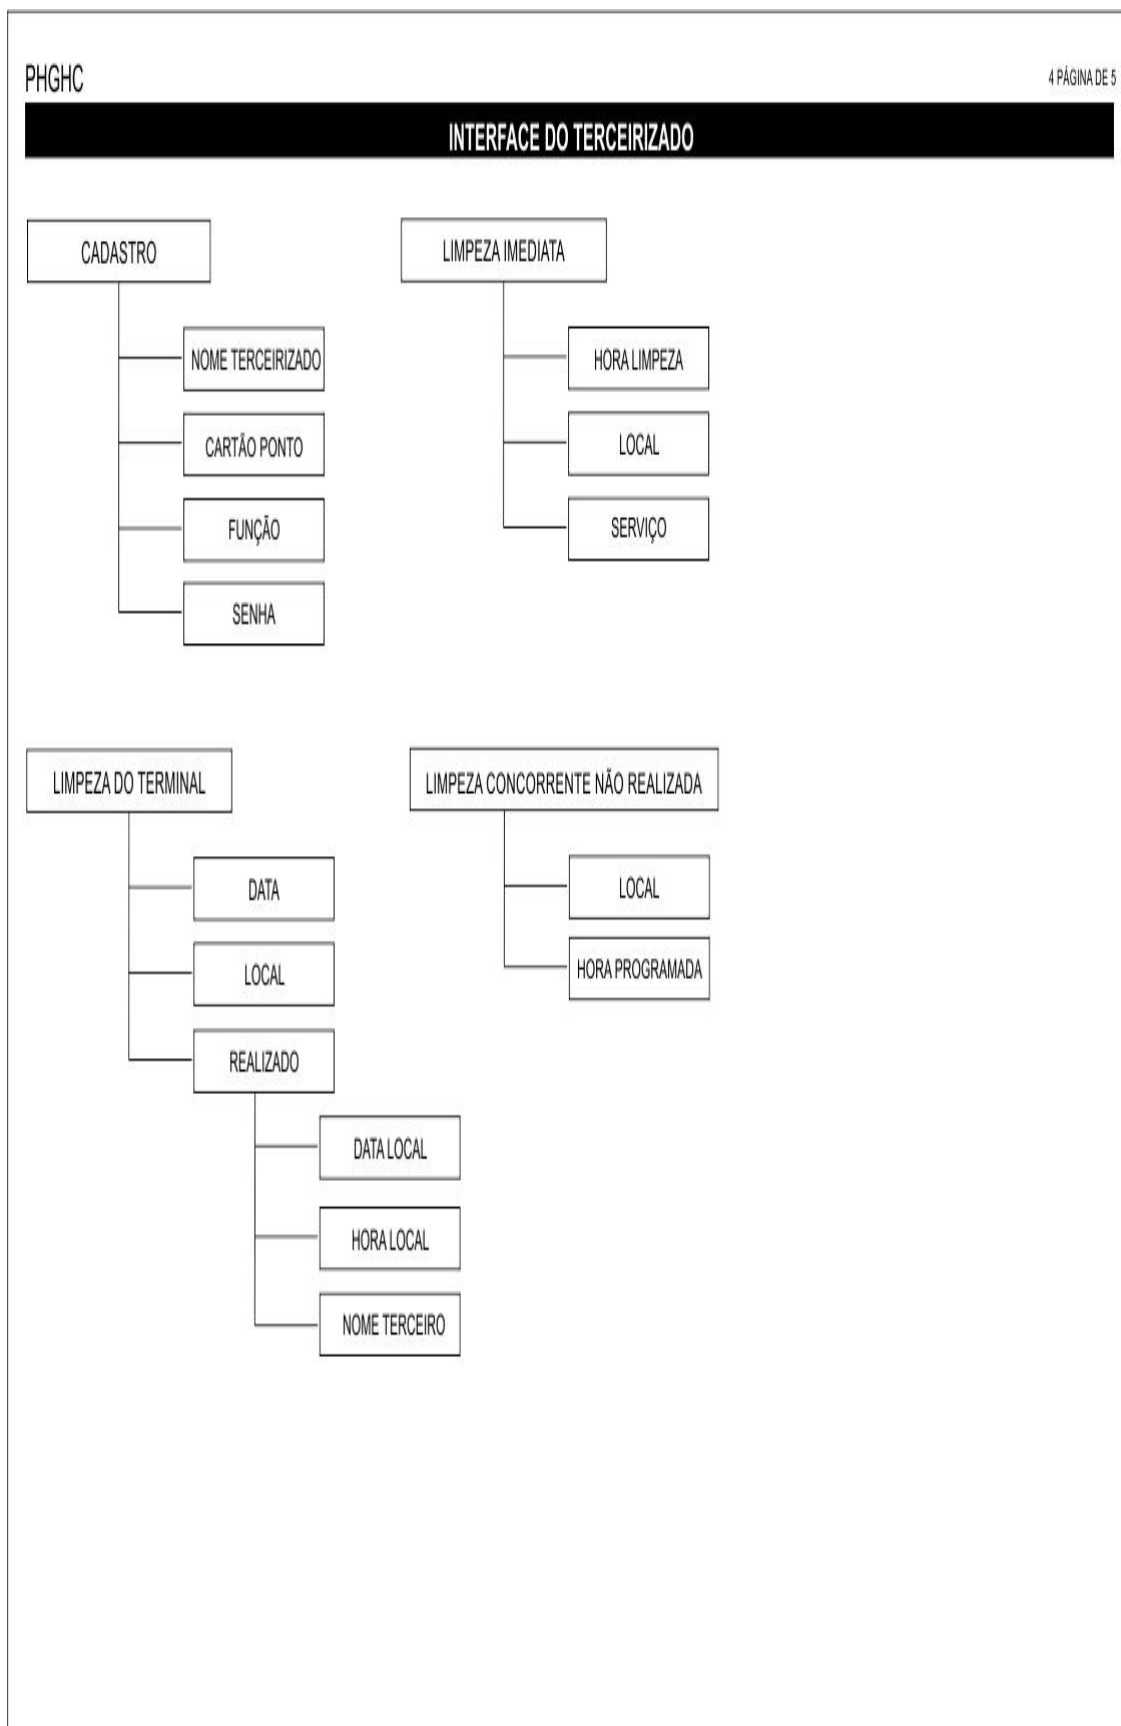 PHGHC
4 PÁGINA DE 5
INTERFACE DO TERCEIRIZADO
CADASTRO
NOME TERCEIRIZADO
CARTÃO PONTO
FUNÇÃO
SENHA
LIMPEZA IMEDIATA
HORA LIMPEZA
LOCAL
SERVIÇO
LIMPEZA DO TERMINAL
DATA
LOCAL
REALIZADO
DATA LOCAL
HORA LOCAL
NOME TERCEIRO
LIMPEZA CONCORRENTE NÃO REALIZADA
LOCAL
HORA PROGRAMADA